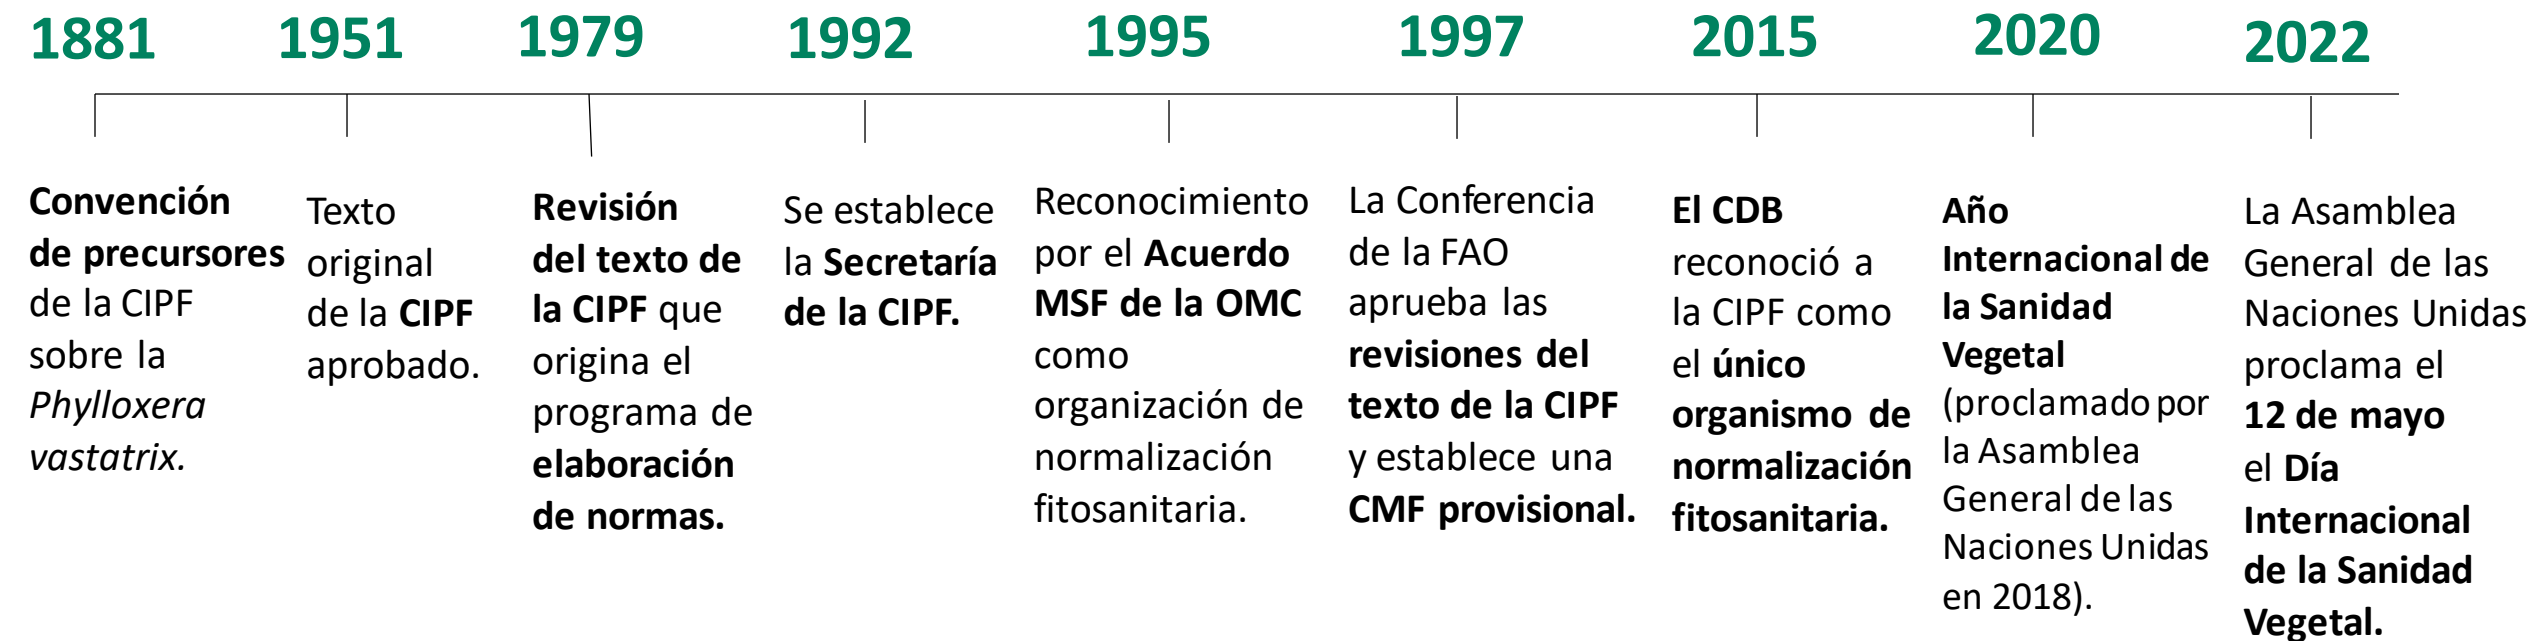 1881
Convención
de precursores
de la CIPF
sobre la
Phylloxera
vastatrix.
1951
Texto
original
de la CIPF
aprobado.
1979
Revisión
del texto de
la CIPF que
origina el
programa de
elaboración
de normas.
1992
Se establece
la Secretaría
de la CIPF.
1995
Reconocimiento
por el Acuerdo
MSF de la OMC
como
organización de
normalización
fitosanitaria.
1997
La Conferencia
de la FAO
aprueba las
revisiones del
texto de la CIPF
y establece una
CMF provisional.
2015
El CDB
reconoció a
la CIPF como
el único
organismo de
normalización
fitosanitaria.
2020
Año
Internacional de
la Sanidad
Vegetal
(proclamado por
la Asamblea
General de las
Naciones Unidas
en 2018).
2022
La Asamblea
General de las
Naciones Unidas
proclama el
12 de mayo
el Día
Internacional
de la Sanidad
Vegetal.